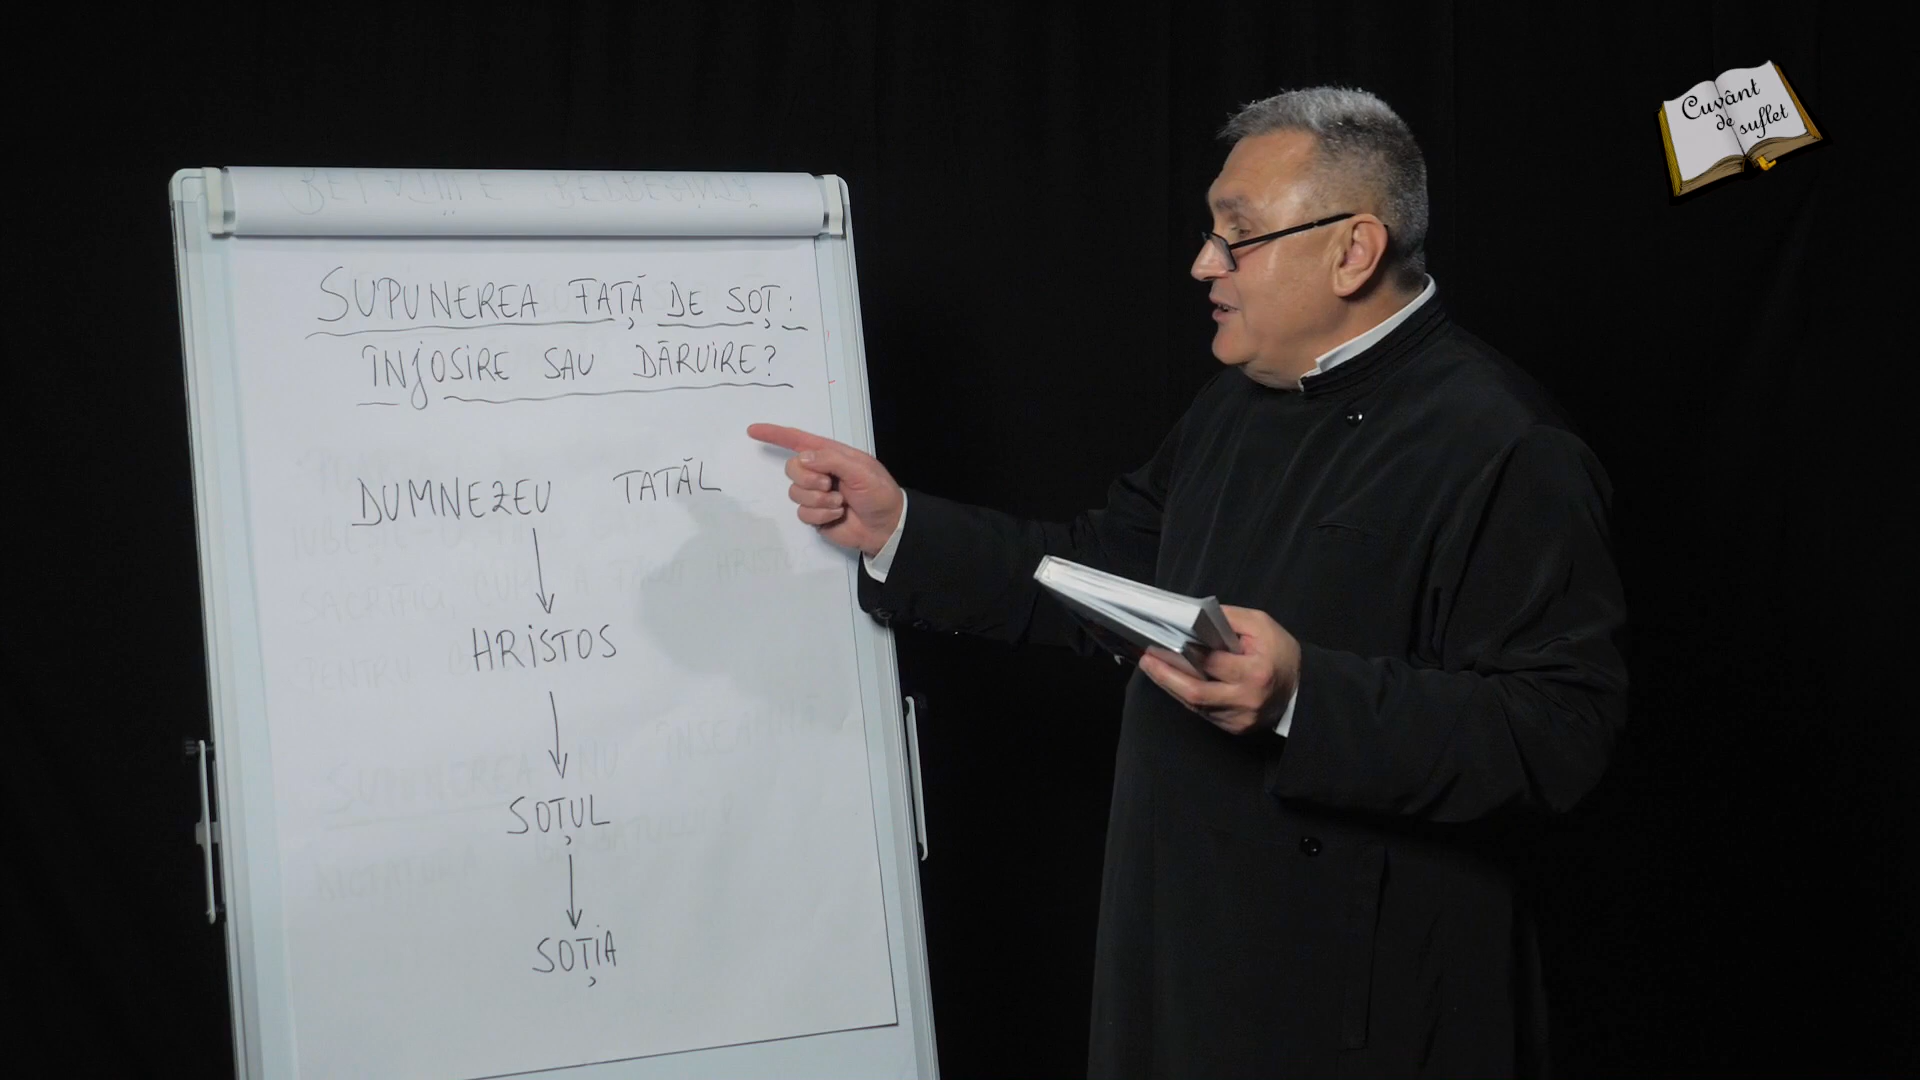 SUPUNEREA FAȚĂ DE SOȚ:
ÎNJOSIRE SAU DĂRUIRE?
DUMNEZEU TATĂL
HRISTOS
SOȚUL
SOȚIA
Cuvânt
de suflet